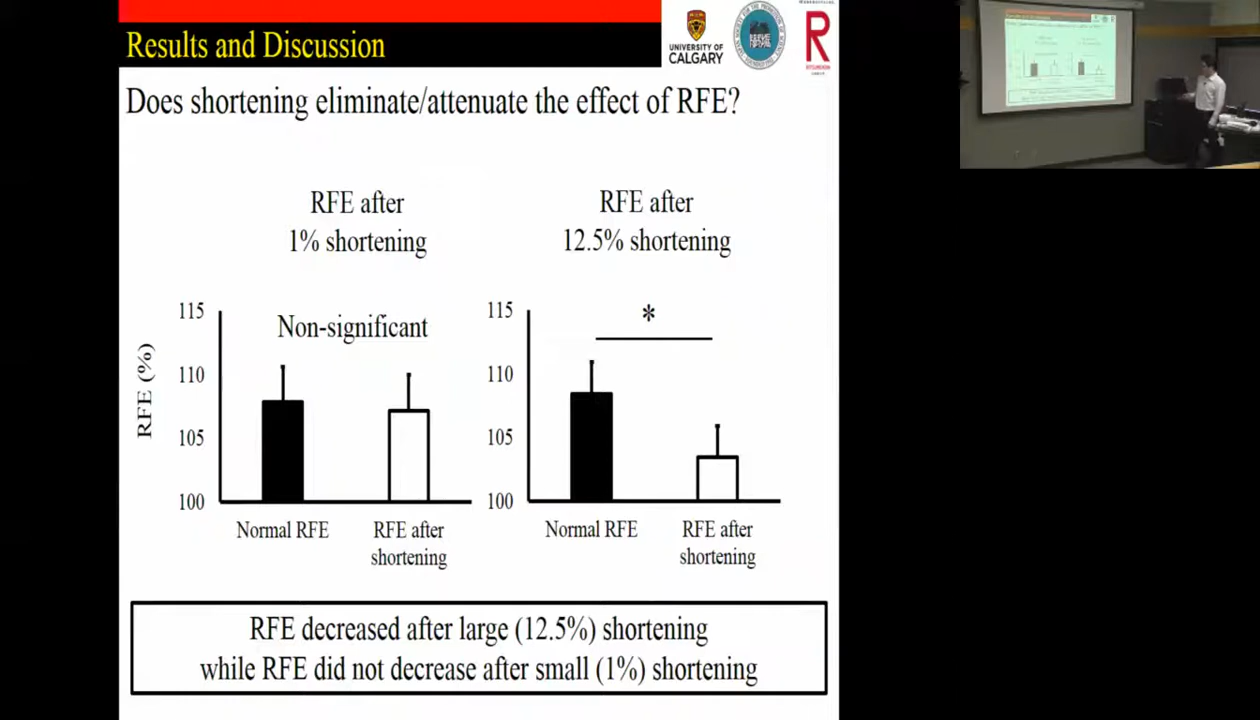 Results and Discussion
UNIVERSITY OF
CALGARY
R
Does shortening eliminate/attenuate the effect of RFE?
RFE after
1% shortening
RFE after
12.5% shortening
RFE (%)
115
110
105
100
Non-significant
Normal RFE
RFE after
shortening
115
110
105
100
*
Normal RFE
RFE after
shortening
RFE decreased after large (12.5%) shortening
while RFE did not decrease after small (1%) shortening